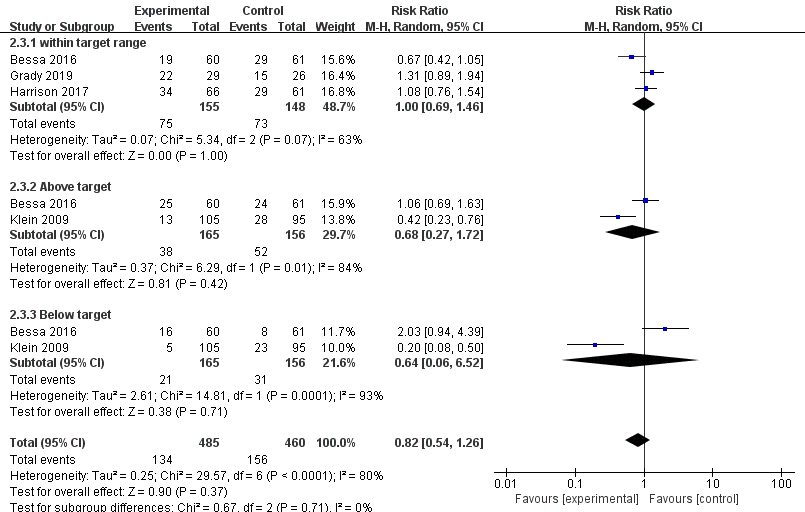 Experimental Control Risk Ratio Risk Ratio
Study or Subgroup Events Total Events Total Weight M-H, Random, 95% CI M-H, Random, 95% CI
2.3.1 within target range
Bessa 2016 19 60 29 61 15.6% 0.67 [0.42, 1.05]
Grady 2019 22 29 15 26 16.4% 1.31 [0.89, 1.94]
Harrison 2017 34 66 29 61 16.8% 1.08 [0.76, 1.54]
Subtotal (95% CI) 155 148 48.7% 1.00 [0.69, 1.46]
Total events 75 73
Heterogeneity: Tau² = 0.07; Chi² = 5.34, df = 2 (P = 0.07); I² = 63%
Test for overall effect: Z = 0.00 (P = 1.00)
2.3.2 Above target
Bessa 2016 25 60 24 61 15.9% 1.06 [0.69, 1.63]
Klein 2009 13 105 28 95 13.8% 0.42 [0.23, 0.76]
Subtotal (95% CI) 165 156 29.7% 0.68 [0.27, 1.72]
Total events 38 52
Heterogeneity: Tau² = 0.37; Chi² = 6.29, df = 1 (P = 0.01); I² = 84%
Test for overall effect: Z = 0.81 (P = 0.42)
2.3.3 Below target
Bessa 2016 16 60 8 61 11.7% 2.03 [0.94, 4.39]
Klein 2009 5 105 23 95 10.0% 0.20 [0.08, 0.50]
Subtotal (95% CI) 165 156 21.6% 0.64 [0.06, 6.52]
Total events 21 31
Heterogeneity: Tau² = 2.61; Chi² = 14.81, df = 1 (P = 0.0001); I² = 93%
Test for overall effect: Z = 0.38 (P = 0.71)
Total (95% CI) 485 460 100.0% 0.82 [0.54, 1.26]
Total events 134 156
Heterogeneity: Tau² = 0.25; Chi² = 29.57, df = 6 (P < 0.0001); I² = 80%
Test for overall effect: Z = 0.90 (P = 0.37)
Test for subgroup differences: Chi² = 0.67, df = 2 (P = 0.71), I² = 0%
0.01 0.1 1 10 100
Favours [experimental] Favours [control]